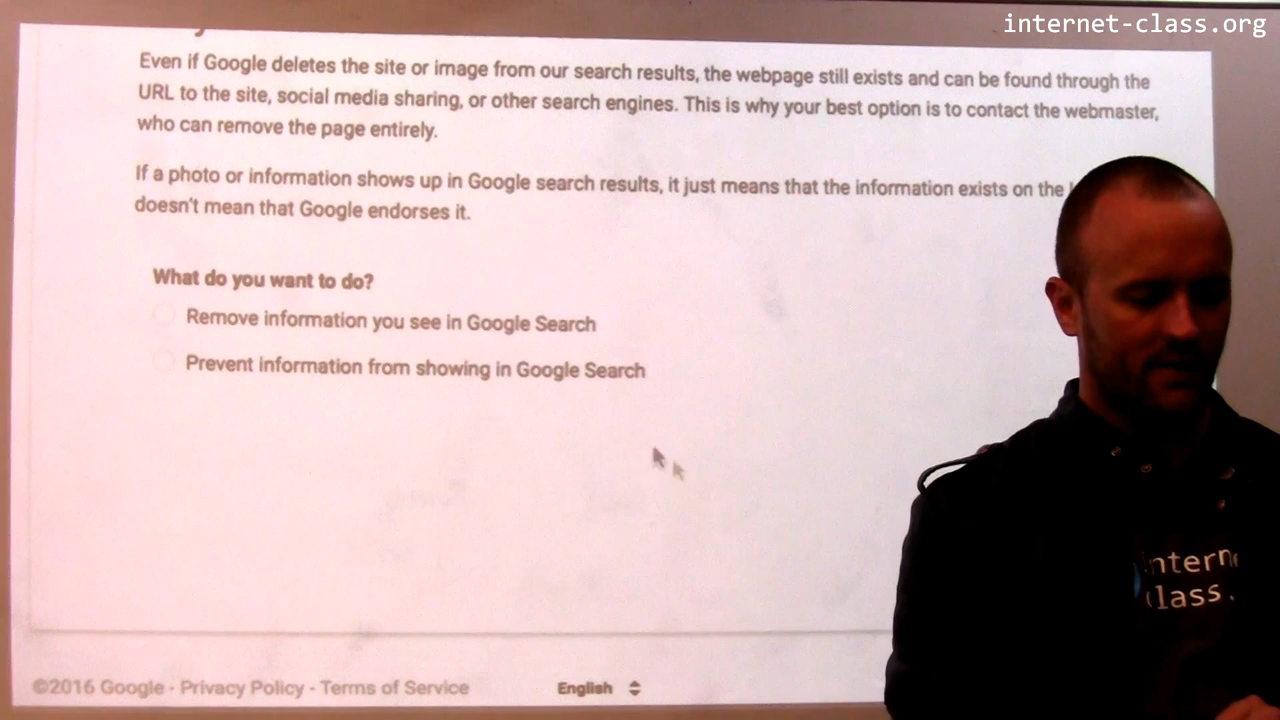 internet-class.org
Even if Google deletes the site or image from our search results, the webpage still exists and can be found through the
URL to the site, social media sharing, or other search engines. This is why your best option is to contact the webmaster,
who can remove the page entirely.
If a photo or information shows up in Google search results, it just means that the information exists on the
doesn't mean that Google endorses it.
What do you want to do?
Remove information you see in Google Search
Prevent information from showing in Google Search
©2016 Google - Privacy Policy - Terms of Service
English